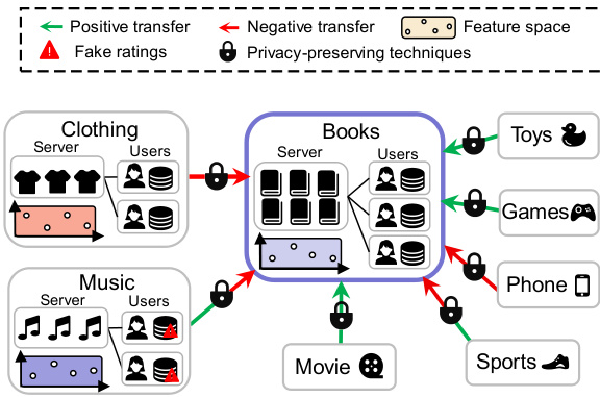 Positive transfer
Negative transfer
Feature space
Fake ratings
Privacy-preserving techniques
Clothing
Server
Users
Books
Server
Users
Toys
Games
Phone
Music
Server
Users
Movie
Sports